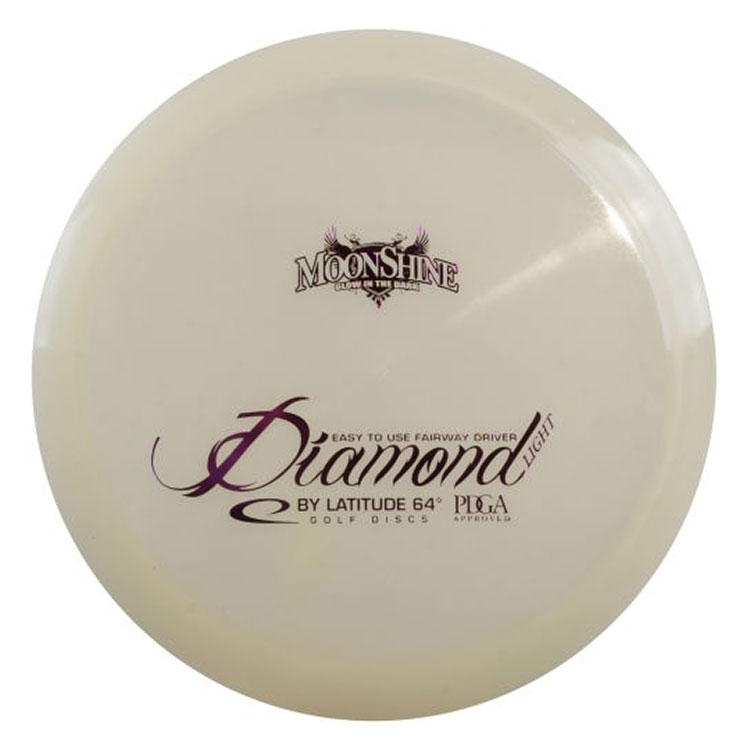 MOONSHINE
GLOW IN THE DARK
EASY TO USE FAIRWAY DRIVER
Diamond LIGHT
BY LATITUDE 64° PDGA
GOLF DISCS APPROVED